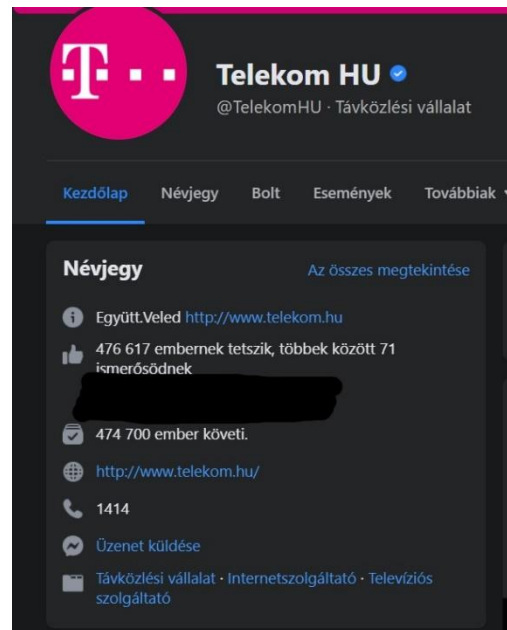 T
Telekom HU
@TelekomHU · Távközlési vállalat
Kezdőlap Névjegy Bolt Események Továbbiak
Névjegy Az összes megtekintése
Együtt.Veled http://www.telekom.hu
476 617 embernek tetszik, többek között 71
ismerősödnek
474 700 ember követi.
http://www.telekom.hu/
1414
Üzenet küldése
Távközlési vállalat · Internetszolgáltató · Televíziós
szolgáltató